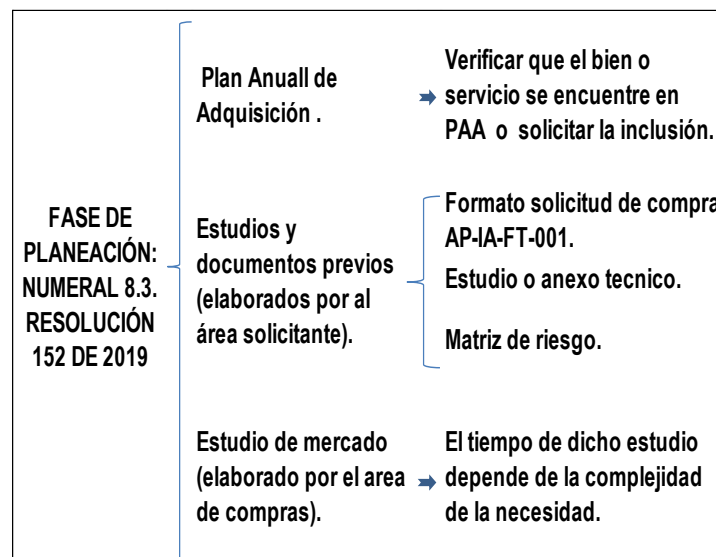 FASE DE
PLANEACIÓN:
NUMERAL 8.3.
RESOLUCIÓN
152 DE 2019
Plan Anuall de
Adquisición .
Verificar que el bien o
servicio se encuentre en
PAA o solicitar la inclusión.
Estudios y
documentos previos
(elaborados por al
área solicitante).
Formato solicitud de compra
AP-IA-FT-001.
Estudio o anexo tecnico.
Matriz de riesgo.
Estudio de mercado
(elaborado por el area
de compras).
El tiempo de dicho estudio
depende de la complejidad
de la necesidad.